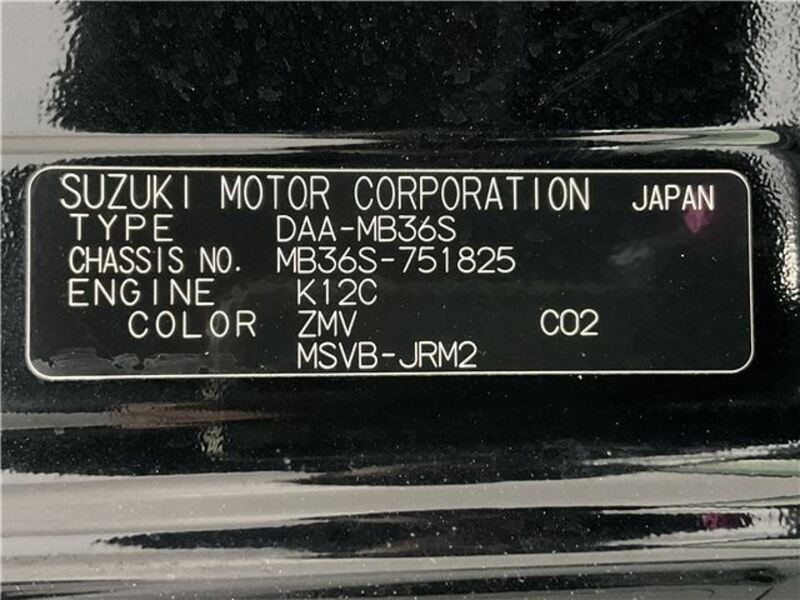 SUZUKI MOTOR CORPORATION JAPAN
TYPE DAA-MB36S
CHASSIS NO. MB36S-751825
ENGINE K12C
COLOR ZMV C02
MSVB-JRM2